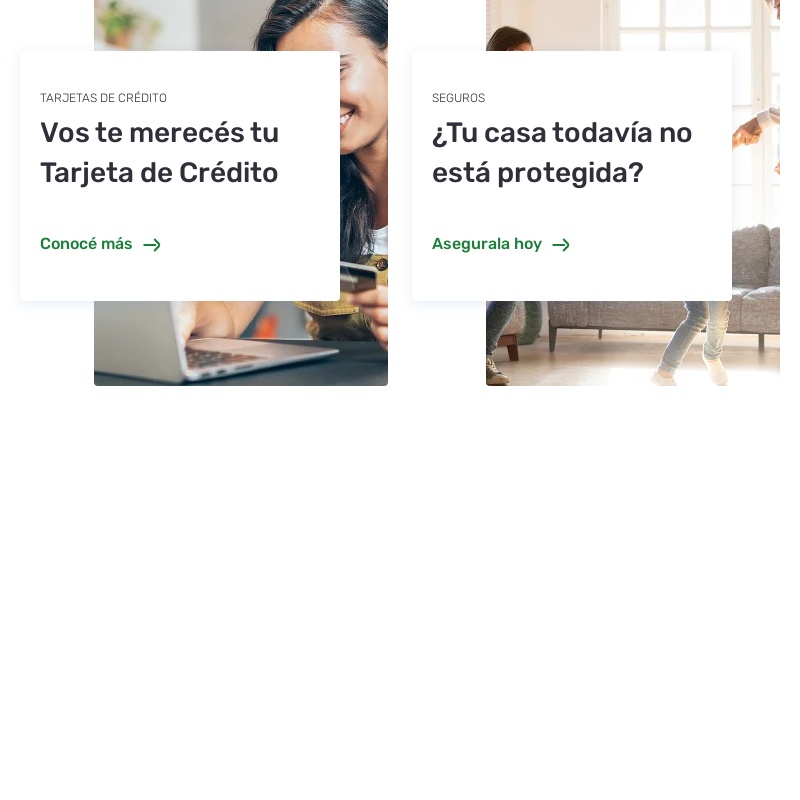 TARJETAS DE CRÉDITO
Vos te merecés tu
Tarjeta de Crédito
Conocé más
SEGUROS
¿Tu casa todavía no
está protegida?
Asegurala hoy